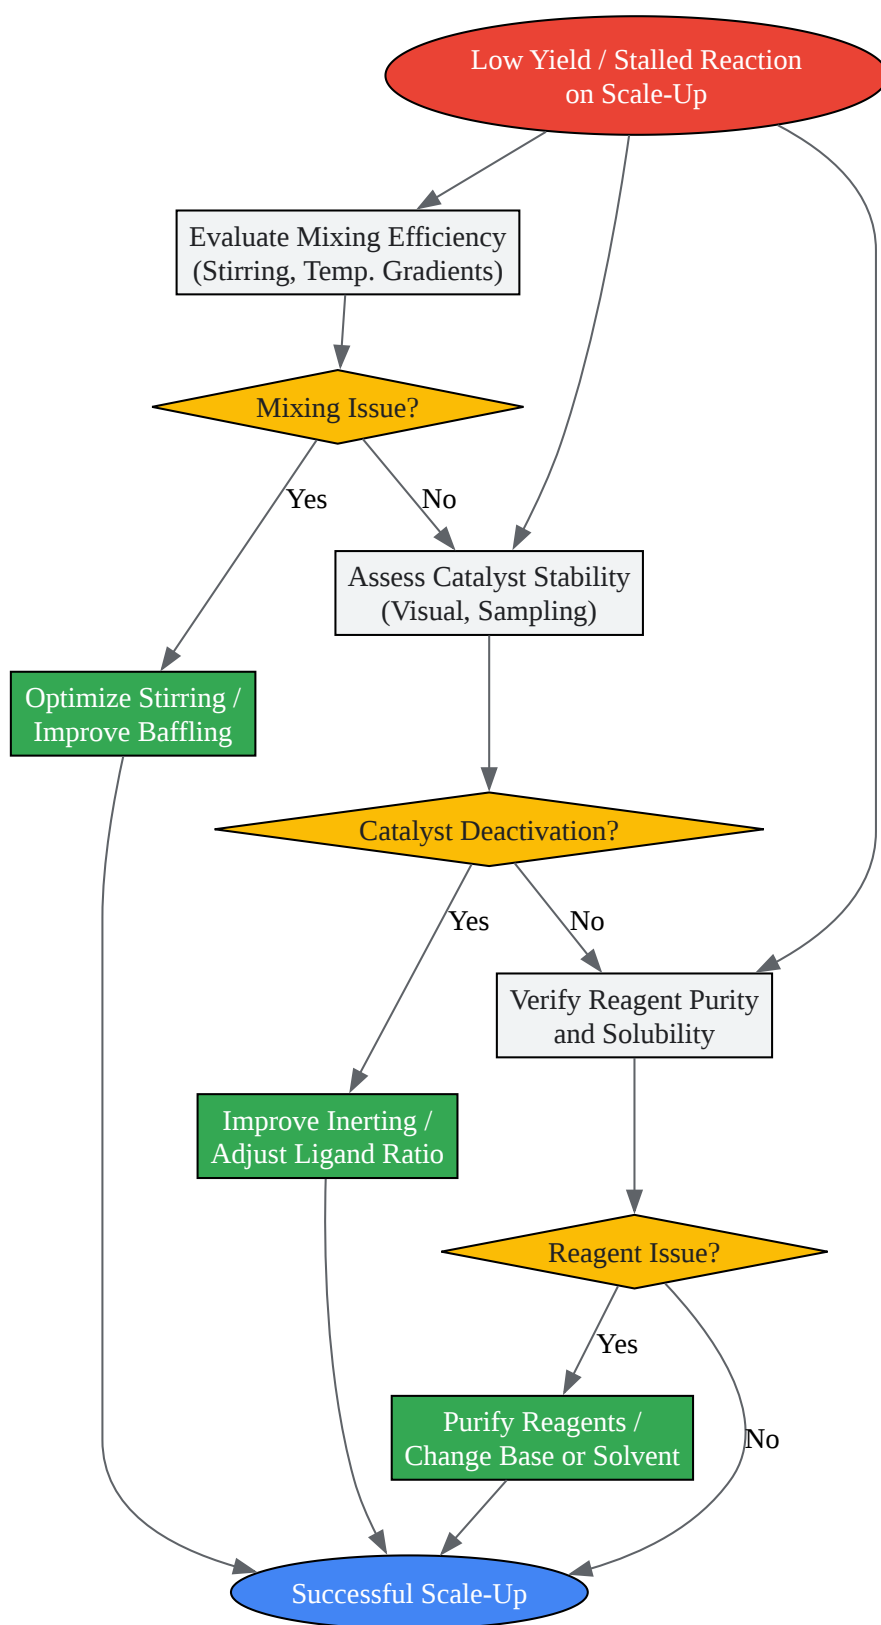 Low Yield / Stalled Reaction
on Scale-Up
Evaluate Mixing Efficiency
(Stirring, Temp. Gradients)
Mixing Issue?
Yes
No
Assess Catalyst Stability
(Visual, Sampling)
Optimize Stirring /
Improve Baffling
Catalyst Deactivation?
Yes
No
Verify Reagent Purity
and Solubility
Improve Inerting /
Adjust Ligand Ratio
Reagent Issue?
Yes
Purify Reagents /
Change Base or Solvent
No
Successful Scale-Up